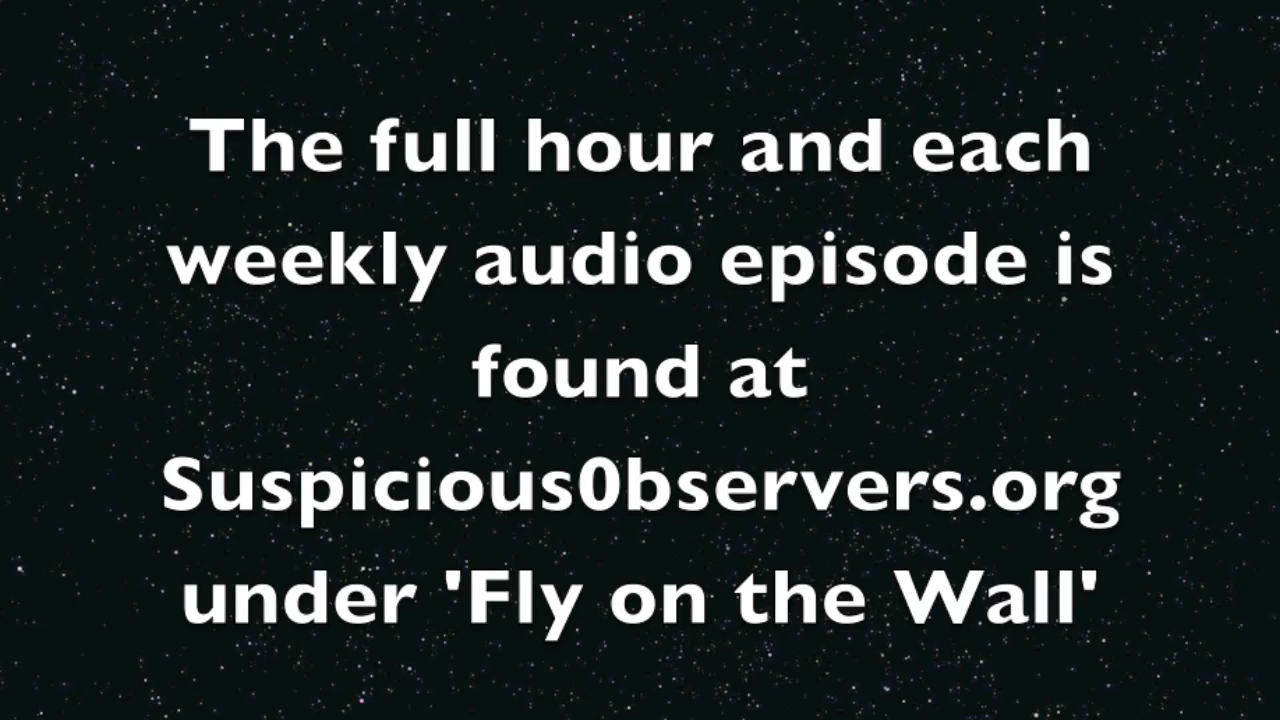 The full hour and each
weekly audio episode is
found at
Suspicious0bservers.org
under 'Fly on the Wall'